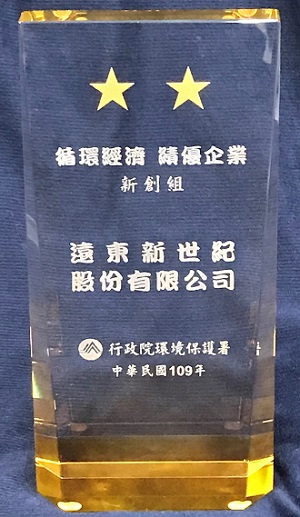 循環經濟 績優企業
新創組
遠東新世紀
股份有限公司
行政院環境保護署
中華民國109年